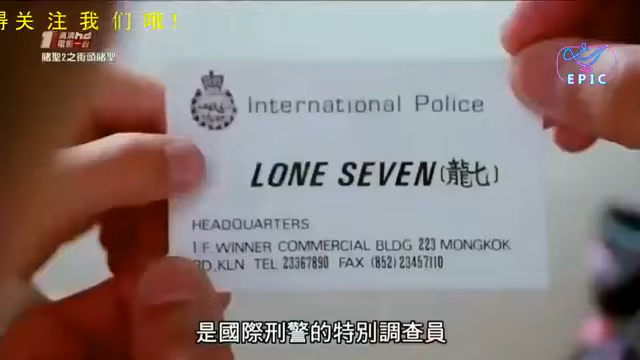 得关注我们哦!
高清hd
電影一台
賭聖2之街頭賭聖
EPIC
International Police
LONE SEVEN(龍七)
HEADQUARTERS
1 F. WINNER COMMERCIAL BLDG 223 MONGKOK
RD. KLN TEL 23367890 FAX (852)23457110
是國際刑警的特別調查員